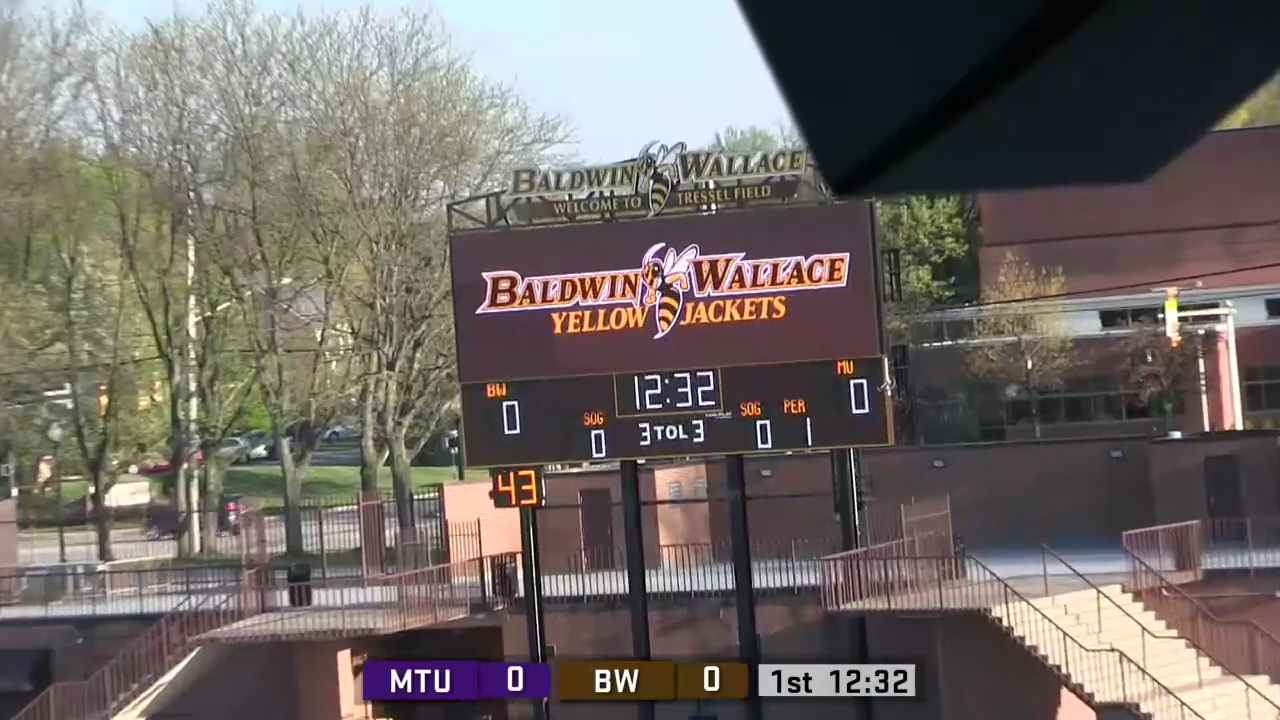 BALDWIN WALLACE
WELCOME TO TRESSEL FIELD
BALDWIN WALLACE
YELLOW JACKETS
BW 12:32 MU
0 0
SOG SOG PER
0 3 TOL 3 0 1
43
MTU 0 BW 0 1st 12:32